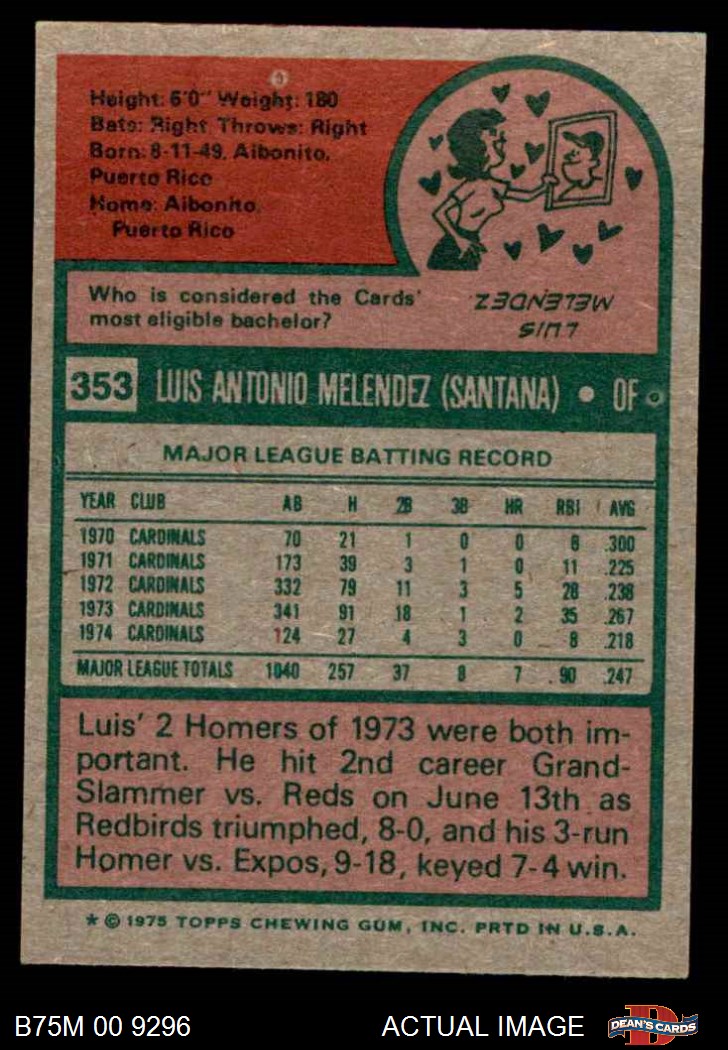 Height: 6'0" Weight: 180
Bats: Right Throws: Right
Born: 8-11-49, Aibonito,
Puerto Rico
Home: Aibonito,
Puerto Rico
Who is considered the Cards'
most eligible bachelor?
LUIS
MELENDEZ
353 LUIS ANTONIO MELENDEZ (SANTANA) • OF
MAJOR LEAGUE BATTING RECORD
YEAR CLUB AB H 2B 3B HR RBI AVG
1970 CARDINALS 70 21 1 0 0 8 .300
1971 CARDINALS 173 39 3 1 0 11 .225
1972 CARDINALS 332 79 11 3 5 28 .238
1973 CARDINALS 341 91 18 1 2 35 .267
1974 CARDINALS 124 27 4 3 0 8 .218
MAJOR LEAGUE TOTALS 1040 257 37 8 7 90 .247
Luis' 2 Homers of 1973 were both im-
portant. He hit 2nd career Grand-
Slammer vs. Reds on June 13th as
Redbirds triumphed, 8-0, and his 3-run
Homer vs. Expos, 9-18, keyed 7-4 win.
* © 1975 TOPPS CHEWING GUM, INC. PRTD IN U.S.A.
B75M 00 9296 ACTUAL IMAGE DEAN'S CARDS